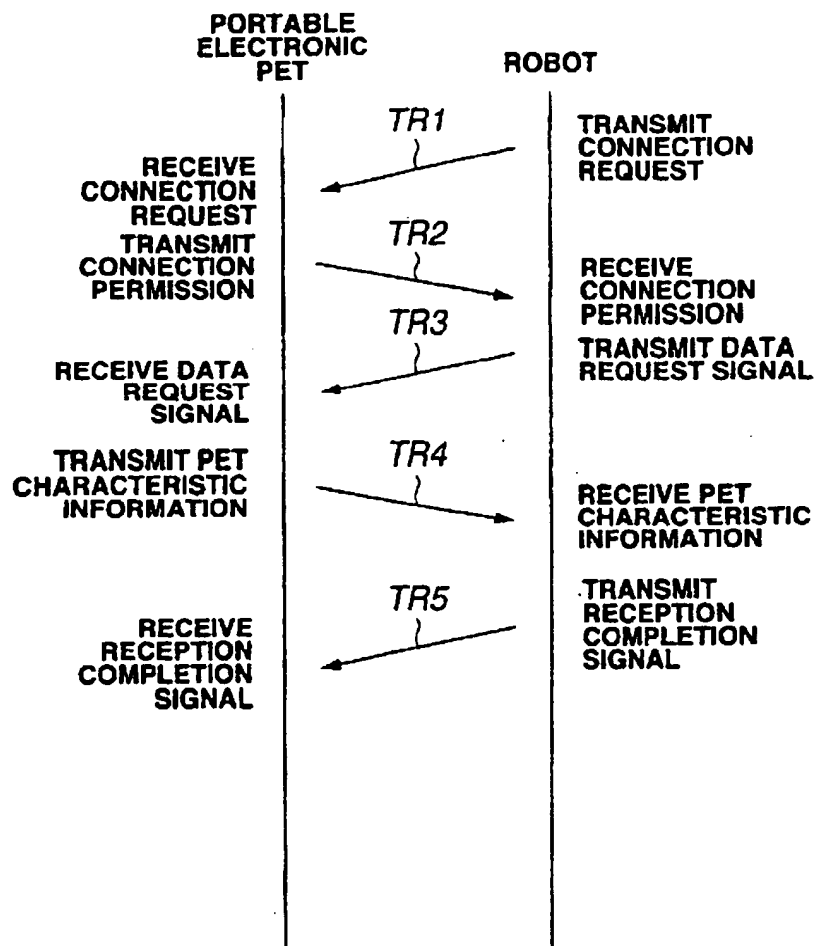 PORTABLE
ELECTRONIC
PET
ROBOT
TR1
TRANSMIT
CONNECTION
REQUEST
RECEIVE
CONNECTION
REQUEST
TRANSMIT
CONNECTION
PERMISSION
TR2
RECEIVE
CONNECTION
PERMISSION
TR3
TRANSMIT DATA
REQUEST SIGNAL
RECEIVE DATA
REQUEST
SIGNAL
TRANSMIT PET
CHARACTERISTIC
INFORMATION
TR4
RECEIVE PET
CHARACTERISTIC
INFORMATION
TR5
TRANSMIT
RECEPTION
COMPLETION
SIGNAL
RECEIVE
RECEPTION
COMPLETION
SIGNAL